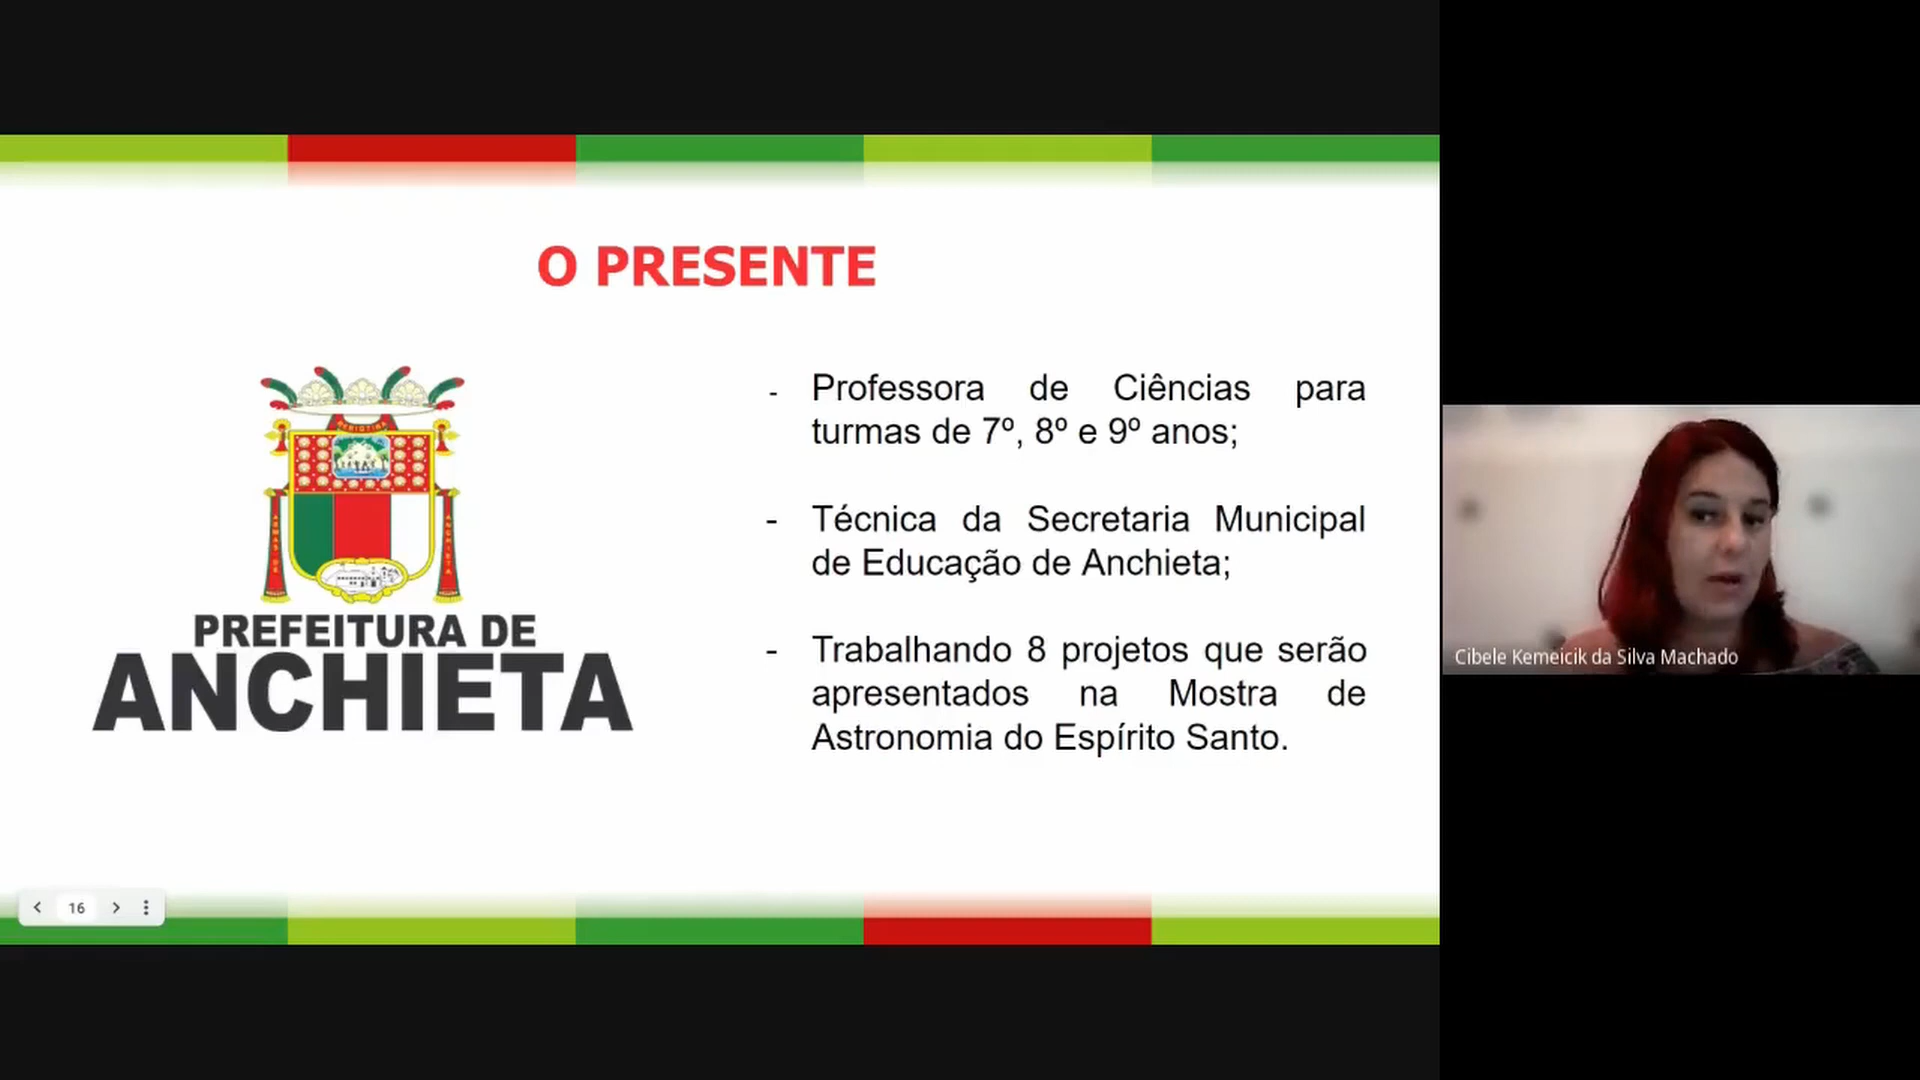 O PRESENTE
- Professora de Ciências para
turmas de 7º, 8º e 9º anos;
- Técnica da Secretaria Municipal
de Educação de Anchieta;
- Trabalhando 8 projetos que serão
apresentados na Mostra de
Astronomia do Espírito Santo.
PREFEITURA DE
ANCHIETA
16
Cibele Kemeicik da Silva Machado